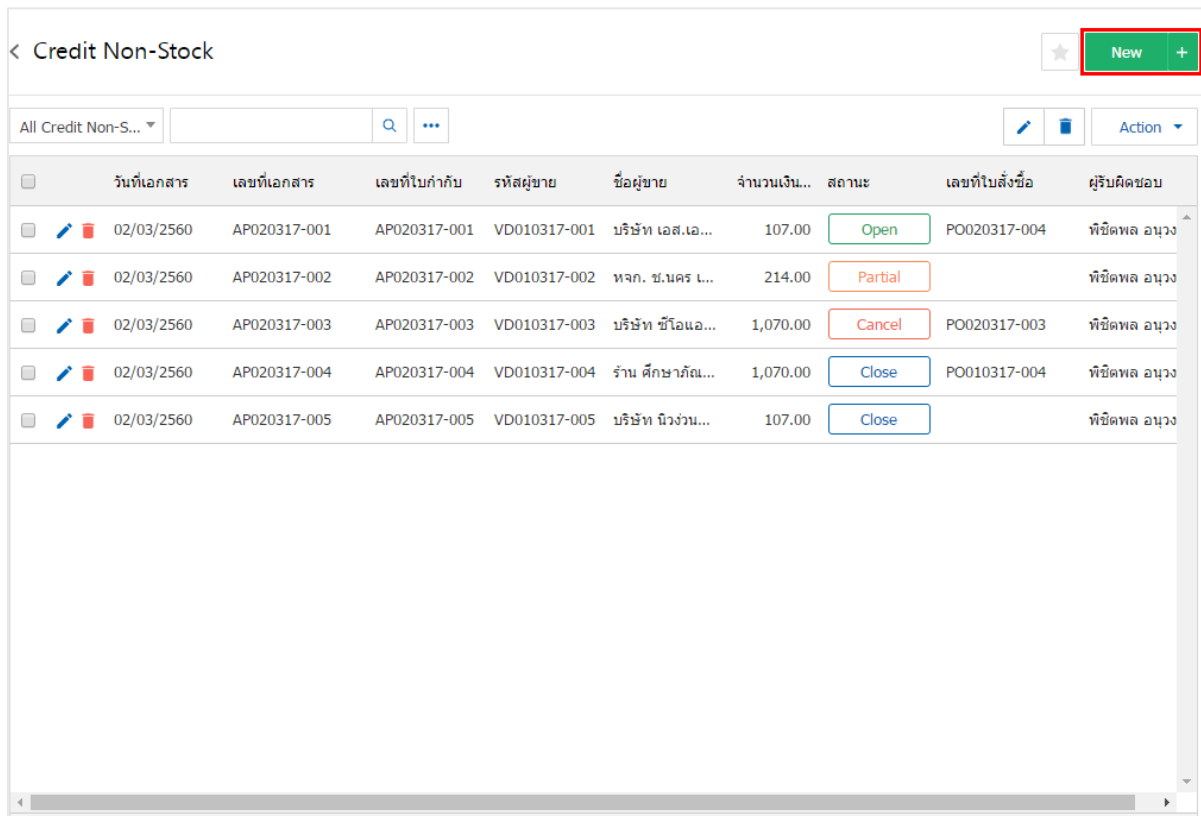 Credit Non-Stock
New +
All Credit Non-S...
Action
วันที่เอกสาร เลขที่เอกสาร เลขที่ใบกำกับ รหัสผู้ขาย ชื่อผู้ขาย จำนวนเงิน... สถานะ เลขที่ใบสั่งซื้อ ผู้รับผิดชอบ
02/03/2560 AP020317-001 AP020317-001 VD010317-001 บริษัท เอส.เอ... 107.00 Open PO020317-004 พิชิตพล อนุวง
02/03/2560 AP020317-002 AP020317-002 VD010317-002 หจก. ช.นคร เ... 214.00 Partial พิชิตพล อนุวง
02/03/2560 AP020317-003 AP020317-003 VD010317-003 บริษัท ซีโอแอ... 1,070.00 Cancel PO020317-003 พิชิตพล อนุวง
02/03/2560 AP020317-004 AP020317-004 VD010317-004 ร้าน ศึกษาภัณ... 1,070.00 Close PO010317-004 พิชิตพล อนุวง
02/03/2560 AP020317-005 AP020317-005 VD010317-005 บริษัท นิวง่วน... 107.00 Close พิชิตพล อนุวง